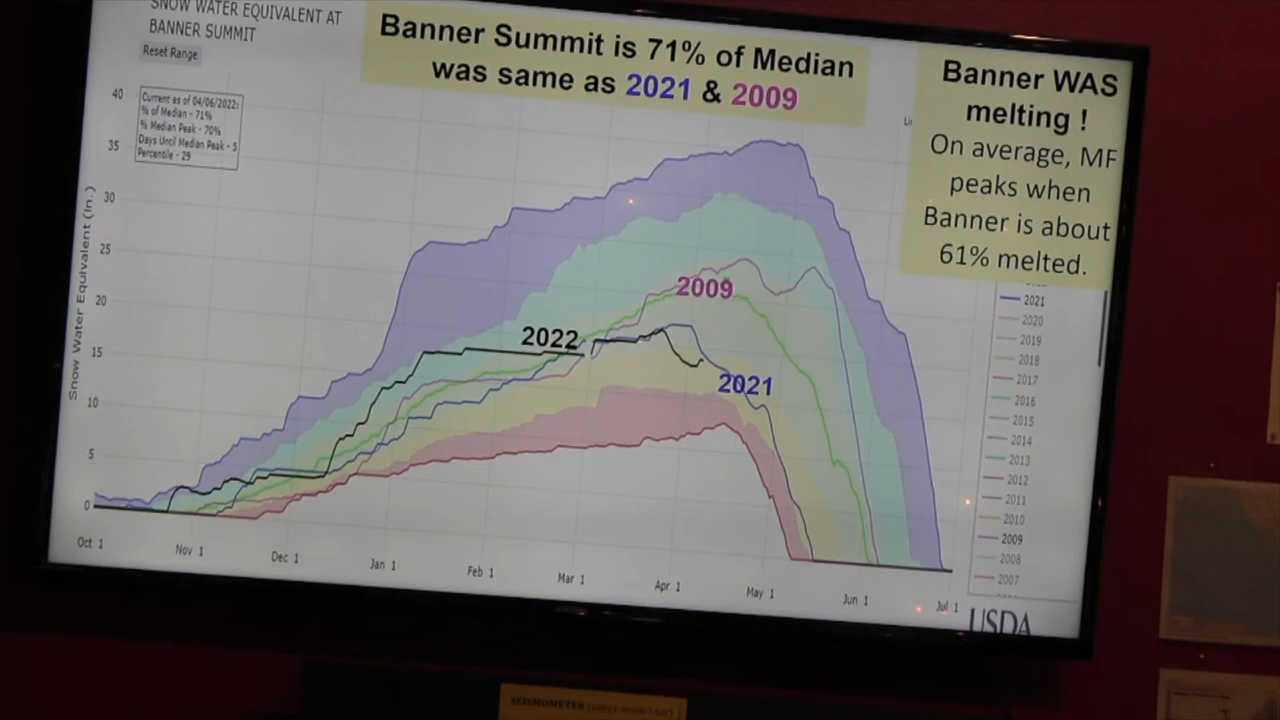 SNOW WATER EQUIVALENT AT
BANNER SUMMIT
Reset Range
Banner Summit is 71% of Median
was same as 2021 & 2009
Banner WAS
melting !
On average, MF
peaks when
Banner is about
61% melted.
Current as of 04/06/2022:
% of Median - 71%
% Median Peak - 70%
Days Until Median Peak - 5
Percentile - 29
Snow Water Equivalent (in.)
40
35
30
25
20
15
10
5
0
2009
2022
2021
Oct 1
Nov 1
Dec 1
Jan 1
Feb 1
Mar 1
Apr 1
May 1
Jun 1
Jul 1
2021
2020
2019
2018
2017
2016
2015
2014
2013
2012
2011
2010
2009
2008
2007
USDA
SEISMOMETER